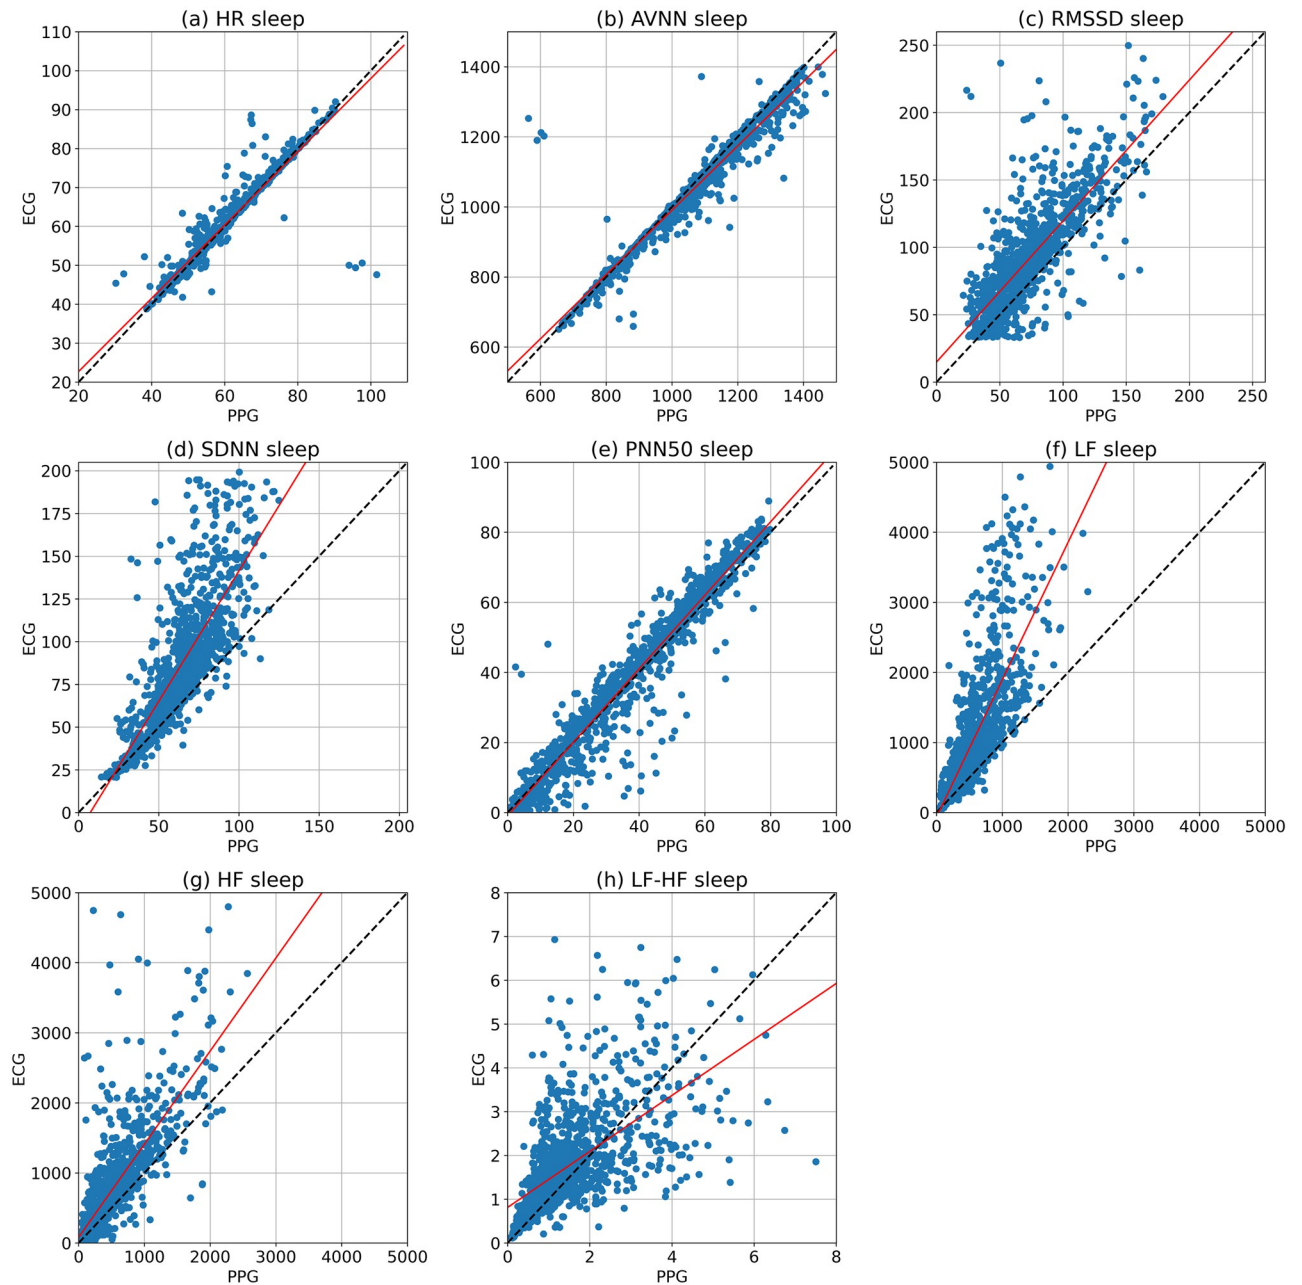 (a) HR sleep
110
100
90
80
70
60
50
40
30
20
ECG
20 40 60 80 100
PPG
(b) AVNN sleep
1400
1200
1000
800
600
ECG
600 800 1000 1200 1400
PPG
(c) RMSSD sleep
250
200
150
100
50
0
ECG
0 50 100 150 200 250
PPG
(d) SDNN sleep
200
175
150
125
100
75
50
25
0
ECG
0 50 100 150 200
PPG
(e) PNN50 sleep
100
80
60
40
20
0
ECG
0 20 40 60 80 100
PPG
(f) LF sleep
5000
4000
3000
2000
1000
0
ECG
0 1000 2000 3000 4000 5000
PPG
(g) HF sleep
5000
4000
3000
2000
1000
0
ECG
0 1000 2000 3000 4000 5000
PPG
(h) LF-HF sleep
8
7
6
5
4
3
2
1
0
ECG
0 2 4 6 8
PPG